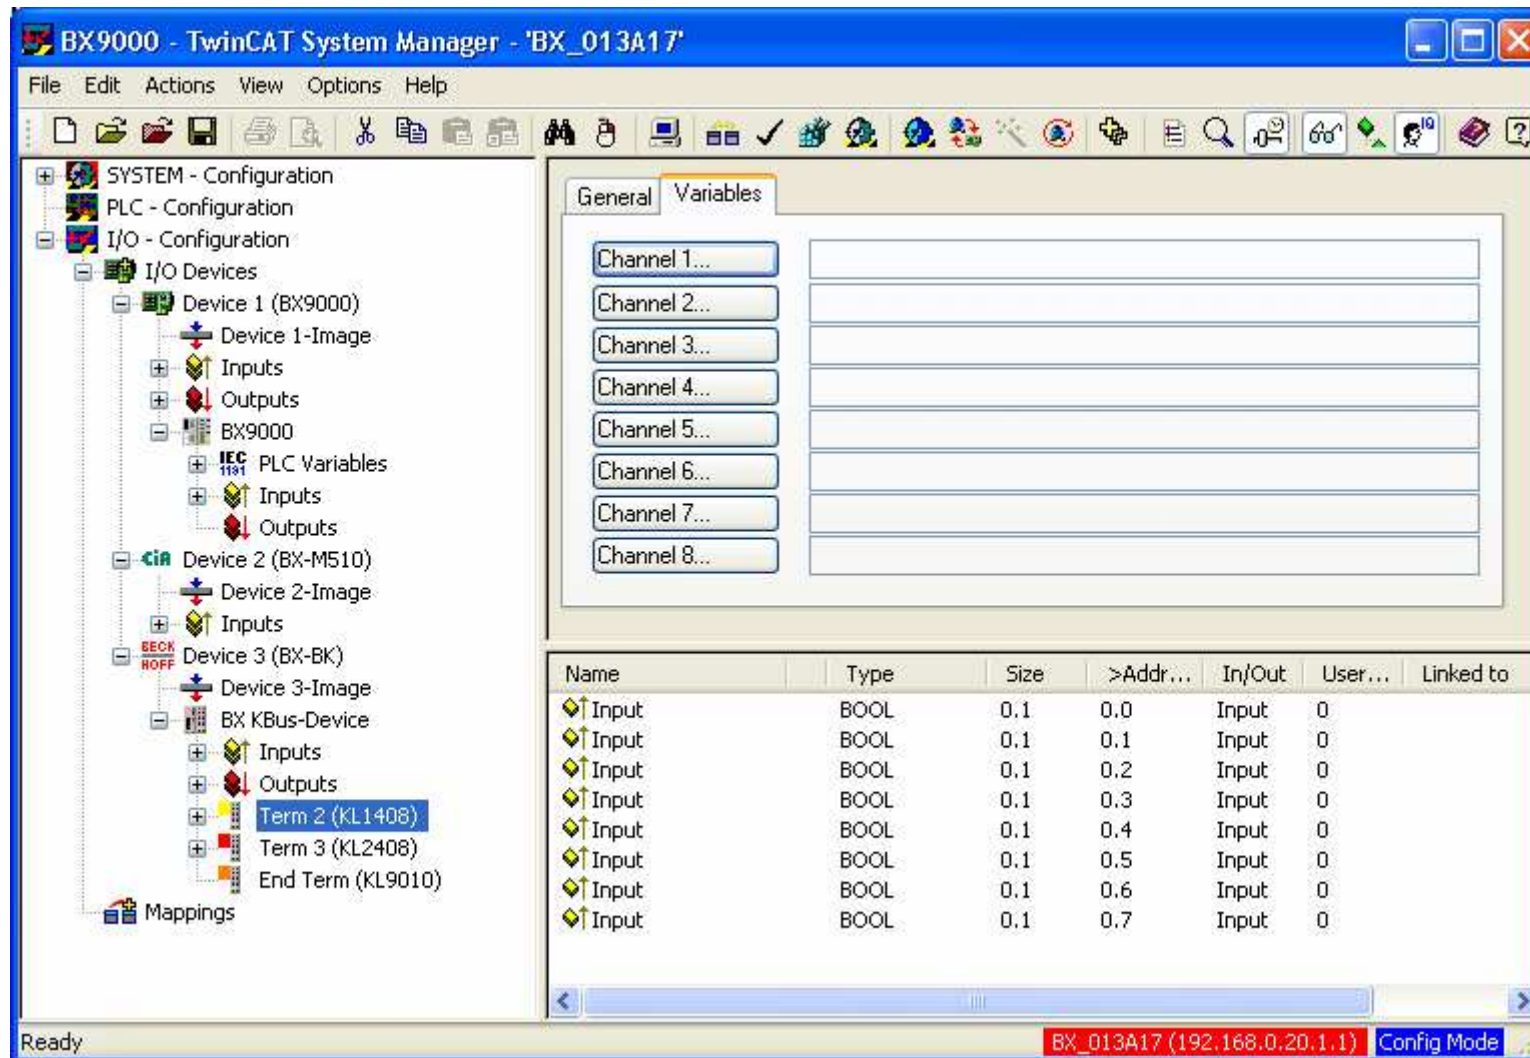 BX9000 - TwinCAT System Manager - 'BX_013A17'
File Edit Actions View Options Help
SYSTEM - Configuration
PLC - Configuration
I/O - Configuration
I/O Devices
Device 1 (BX9000)
Device 1-Image
Inputs
Outputs
BX9000
IEC 1131 PLC Variables
Inputs
Outputs
CiA Device 2 (BX-M510)
Device 2-Image
Inputs
BECK HOFF Device 3 (BX-BK)
Device 3-Image
BX KBus-Device
Inputs
Outputs
Term 2 (KL1408)
Term 3 (KL2408)
End Term (KL9010)
Mappings
General Variables
Channel 1...
Channel 2...
Channel 3...
Channel 4...
Channel 5...
Channel 6...
Channel 7...
Channel 8...
Name Type Size >Addr... In/Out User... Linked to
Input BOOL 0.1 0.0 Input 0
Input BOOL 0.1 0.1 Input 0
Input BOOL 0.1 0.2 Input 0
Input BOOL 0.1 0.3 Input 0
Input BOOL 0.1 0.4 Input 0
Input BOOL 0.1 0.5 Input 0
Input BOOL 0.1 0.6 Input 0
Input BOOL 0.1 0.7 Input 0
Ready BX_013A17 (192.168.0.20.1.1) Config Mode